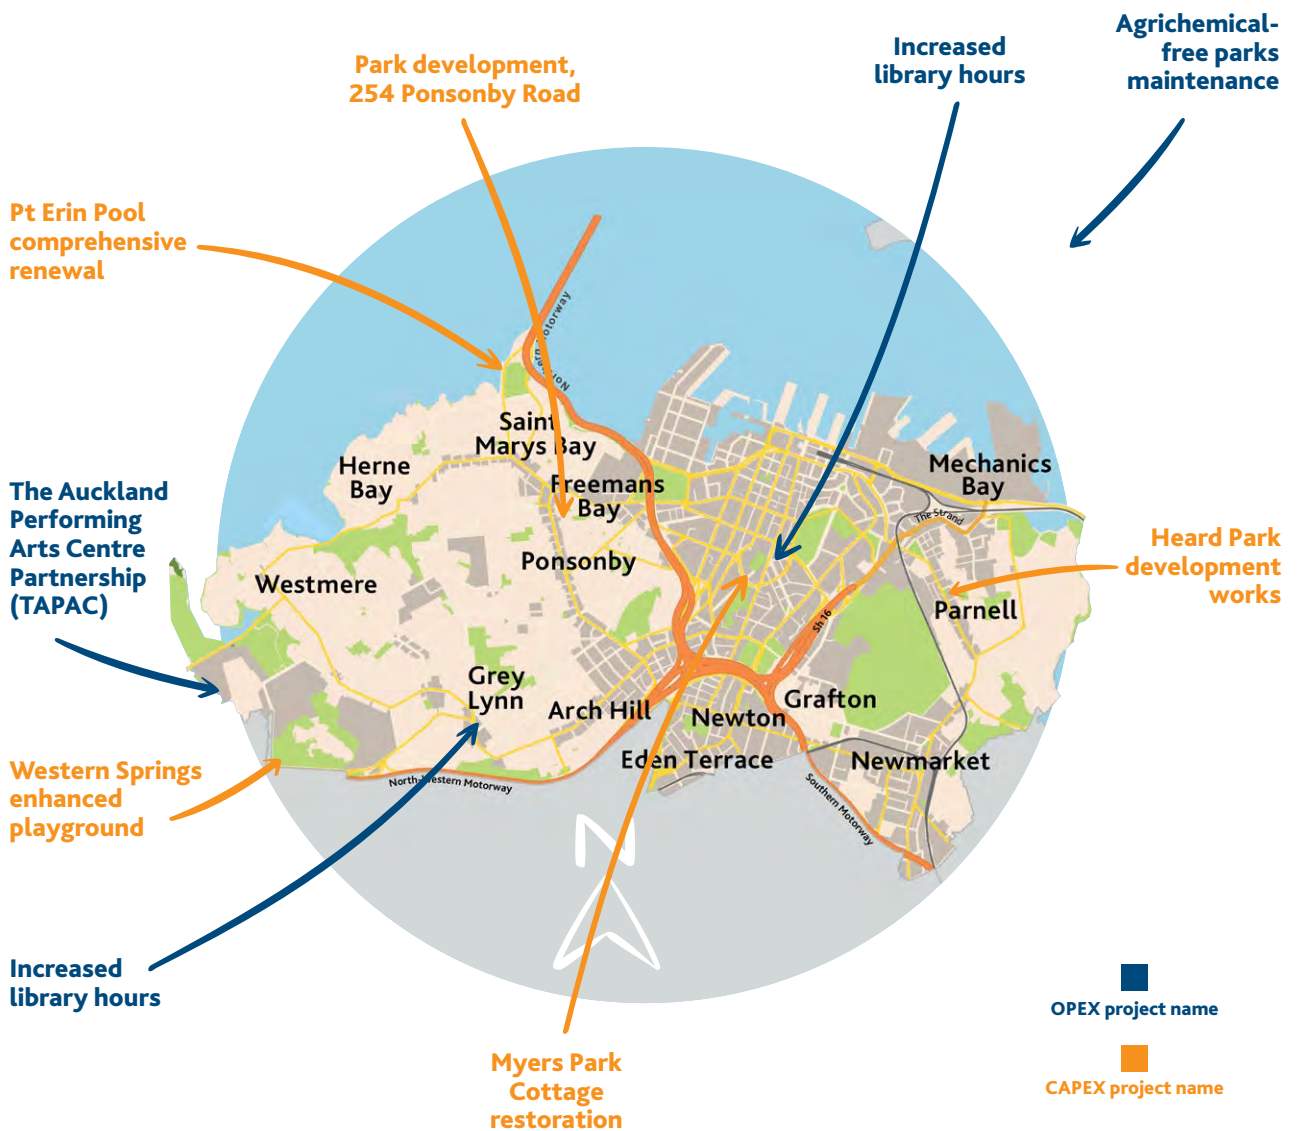 Agrichemical-
free parks
maintenance
Increased
library hours
Park development,
254 Ponsonby Road
Pt Erin Pool
comprehensive
renewal
Northern Motorway
Saint
Marys Bay
Herne
Bay
Freemans
Bay
Mechanics
Bay
The Strand
The Auckland
Performing
Arts Centre
Partnership
(TAPAC)
Ponsonby
Westmere
Heard Park
development
works
Parnell
Sh 16
Grey
Lynn
Arch Hill
Grafton
Newton
Eden Terrace
Newmarket
Western Springs
enhanced
playground
North-Western Motorway
Southern Motorway
N
Increased
library hours
OPEX project name
Myers Park
Cottage
restoration
CAPEX project name